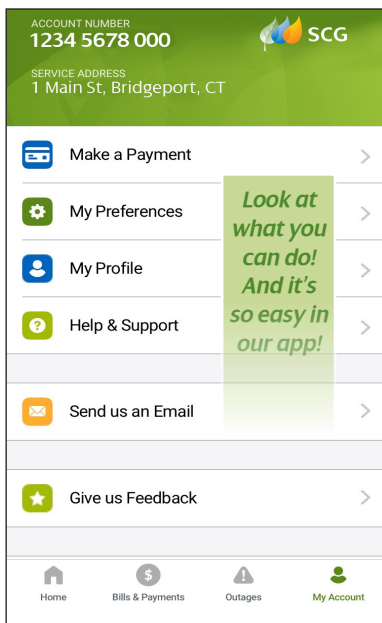 ACCOUNT NUMBER
1234 5678 000
SCG
SERVICE ADDRESS
1 Main St, Bridgeport, CT
Make a Payment
My Preferences
My Profile
Help & Support
Look at
what you
can do!
And it's
so easy in
our app!
Send us an Email
Give us Feedback
Home
Bills & Payments
Outages
My Account